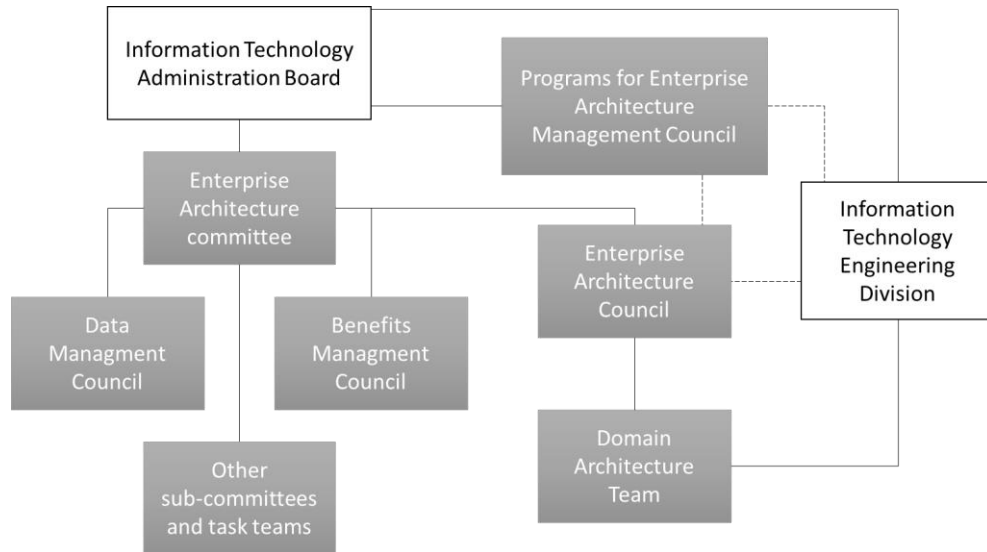 Information Technology
Administration Board
Programs for Enterprise
Architecture
Management Council
Enterprise
Architecture
committee
Information
Technology
Engineering
Division
Enterprise
Architecture
Council
Data
Managment
Council
Benefits
Managment
Council
Domain
Architecture
Team
Other
sub-committees
and task teams